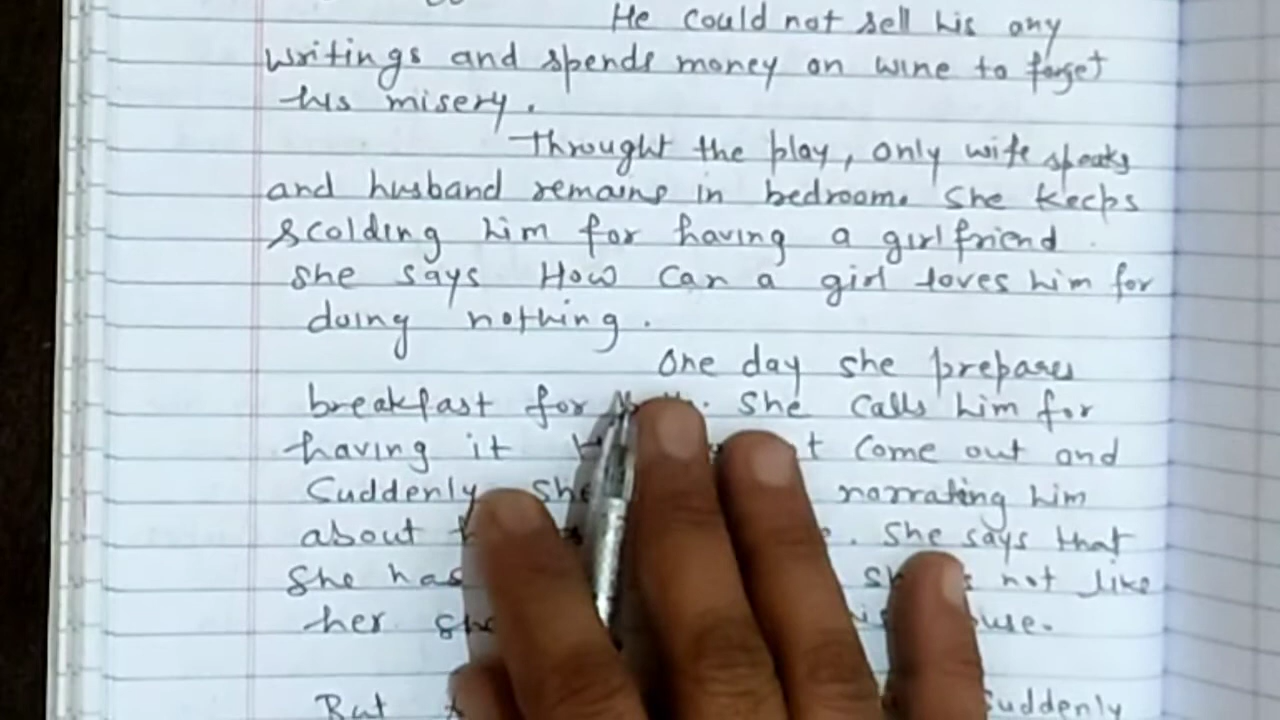 He could not sell his any
writings and spends money on wine to forget
his misery.
Throught the play, only wife speaks
and husband remains in bedroom. She keeps
scolding him for having a girlfriend.
she says How can a girl loves him for
doing nothing.
One day she prepares
breakfast for She calls him for
having it come out and
Suddenly she narrating him
about She says that
She has not like
her she
But suddenly